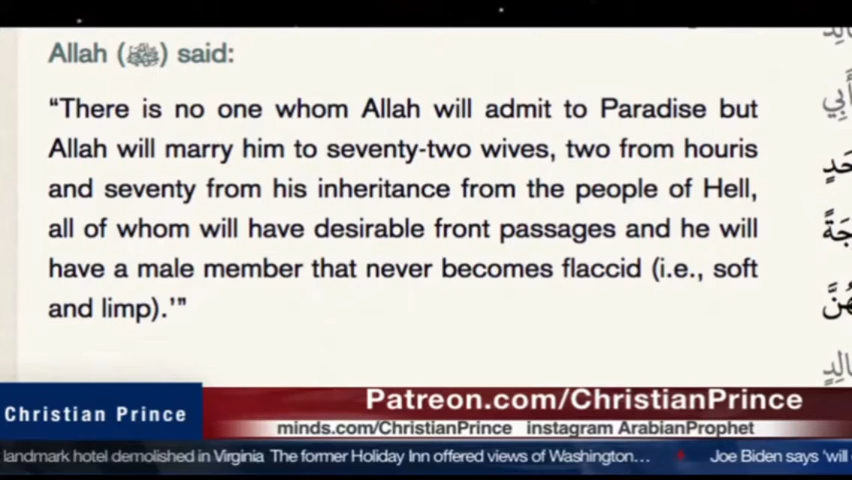 Allah (ﷺ) said:
“There is no one whom Allah will admit to Paradise but
Allah will marry him to seventy-two wives, two from houris
and seventy from his inheritance from the people of Hell,
all of whom will have desirable front passages and he will
have a male member that never becomes flaccid (i.e., soft
and limp).’”
Patreon.com/ChristianPrince
Christian Prince
minds.com/ChristianPrince instagram ArabianProphet
landmark hotel demolished in Virginia The former Holiday Inn offered views of Washington... Joe Biden says 'will